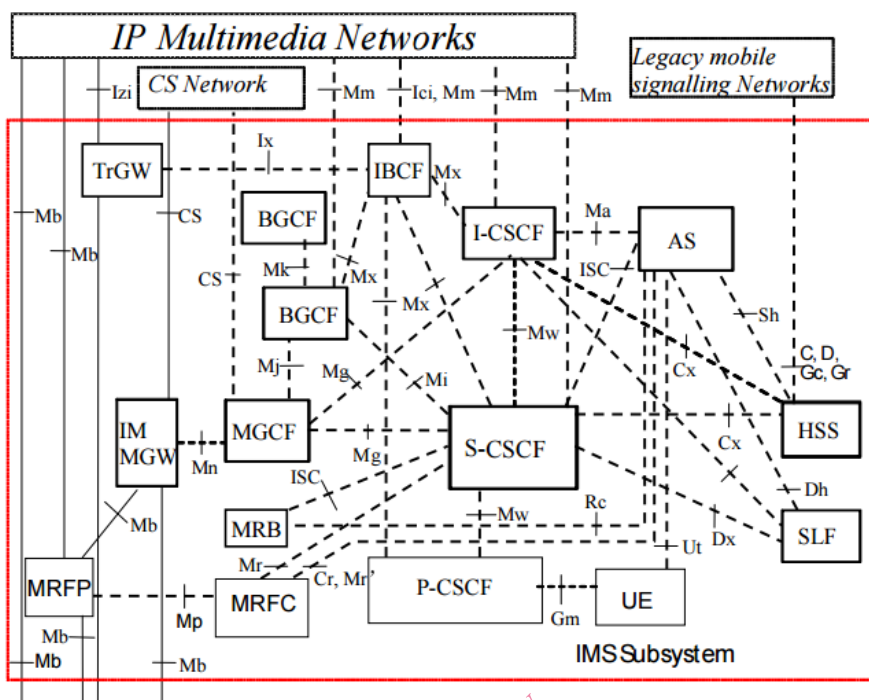 IP Multimedia Networks
Legacy mobile
signalling Networks
CS Network
Izi
Mm
Ici, Mm
Mm
Mm
TrGW
Ix
IBCF
Mx
Mb
Mb
CS
BGCF
I-CSCF
Ma
AS
ISC
CS
Mk
Mx
Mx
BGCF
Mw
Sh
Cx
C, D,
Gc, Gr
Mj
Mg
Mi
IM
MGW
Mn
MGCF
Mg
S-CSCF
Cx
HSS
ISC
Mb
MRB
Mw
Rc
Dh
Dx
SLF
Mr
Cr, Mr’
Ut
MRFP
Mp
MRFC
P-CSCF
Gm
UE
Mb
Mb
Mb
IMS Subsystem